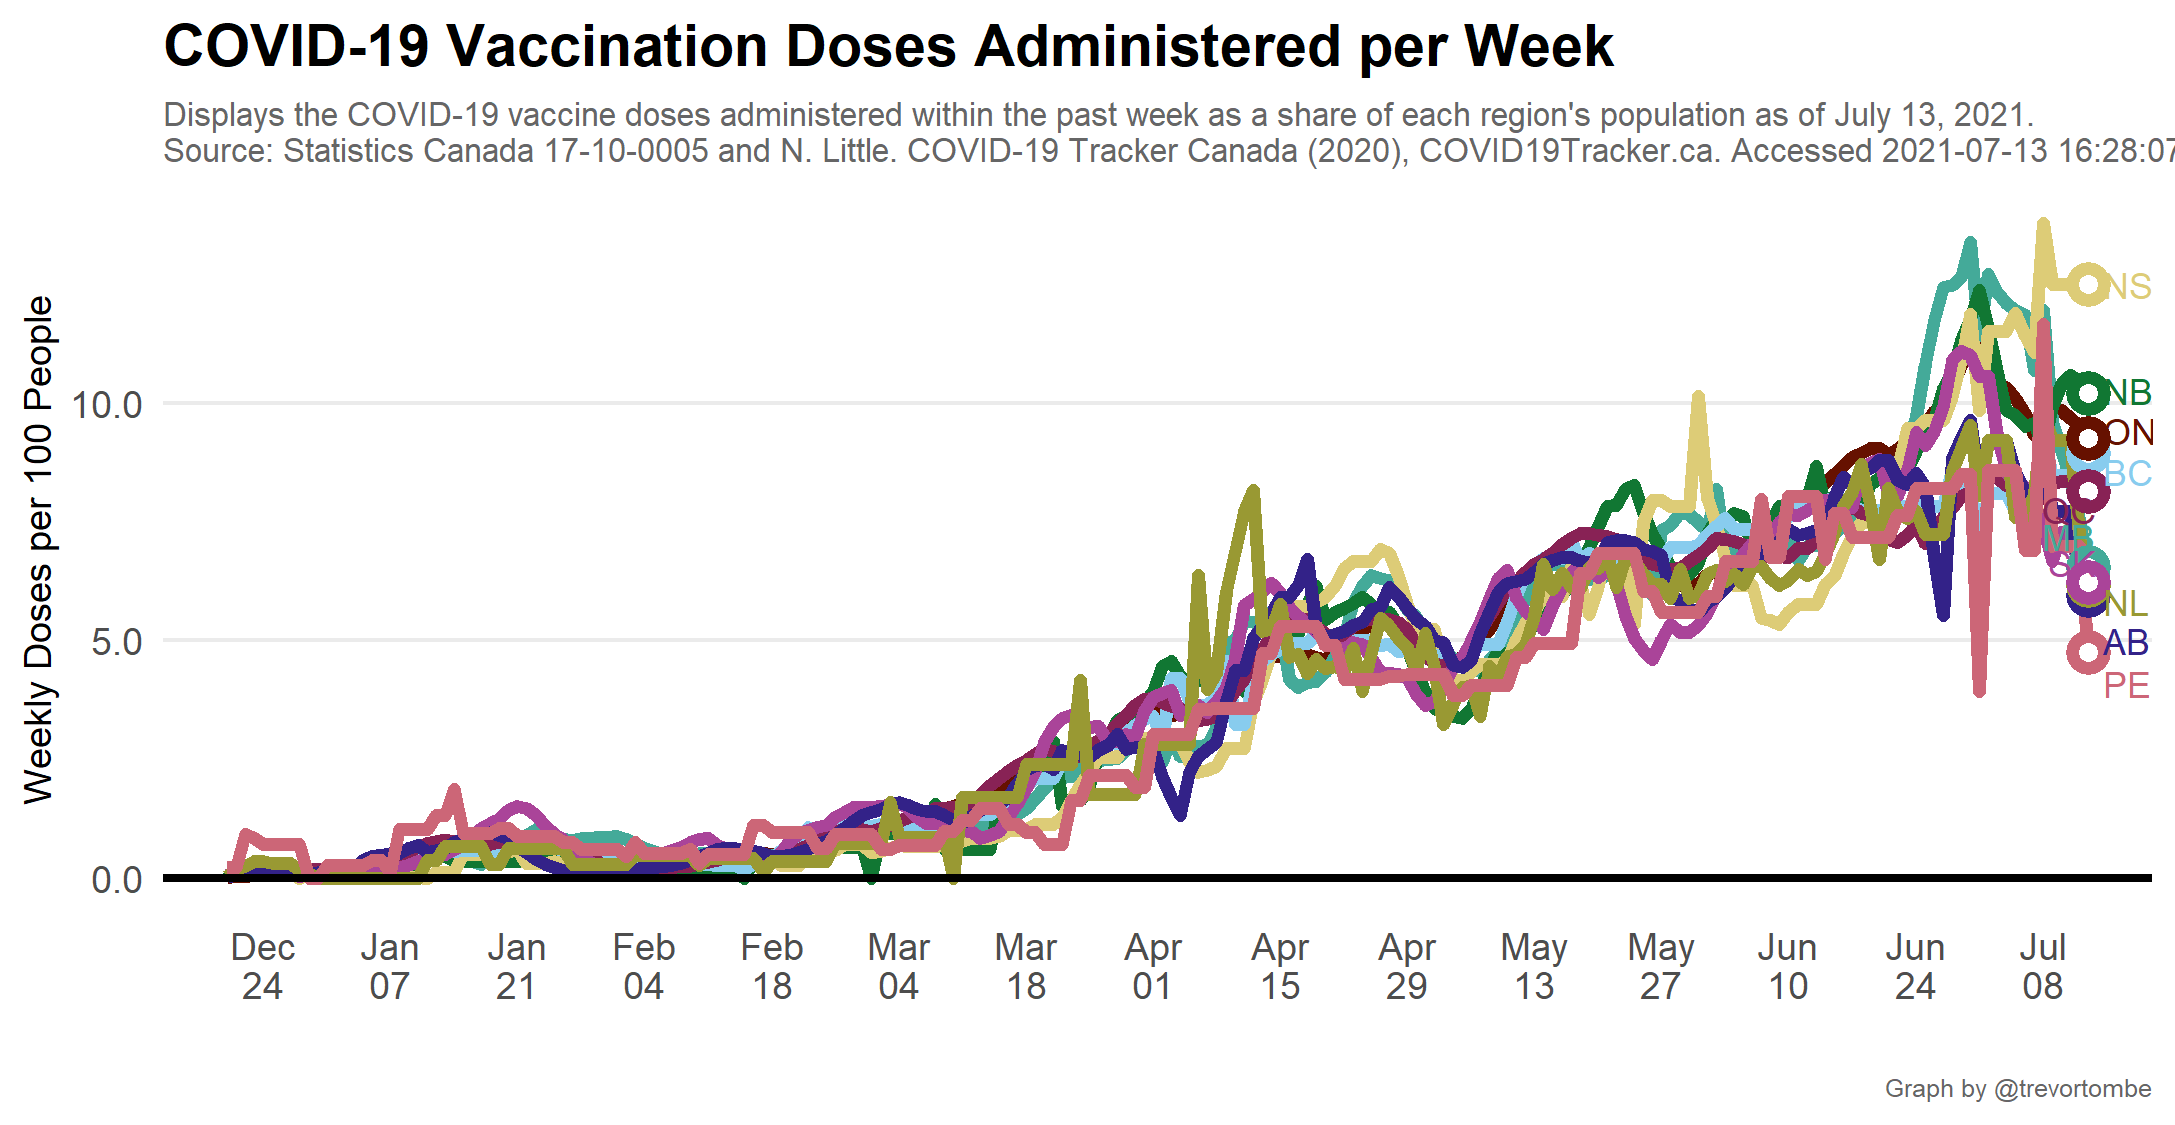 COVID-19 Vaccination Doses Administered per Week
Displays the COVID-19 vaccine doses administered within the past week as a share of each region's population as of July 13, 2021.
Source: Statistics Canada 17-10-0005 and N. Little. COVID-19 Tracker Canada (2020), COVID19Tracker.ca. Accessed 2021-07-13 16:28:07
Weekly Doses per 100 People
10.0
5.0
0.0
NS
NB
ON
BC
QC
MB
SK
NL
AB
PE
Dec Jan Jan Feb Feb Mar Mar Apr Apr Apr May May Jun Jun Jul
24 07 21 04 18 04 18 01 15 29 13 27 10 24 08
Graph by @trevortombe